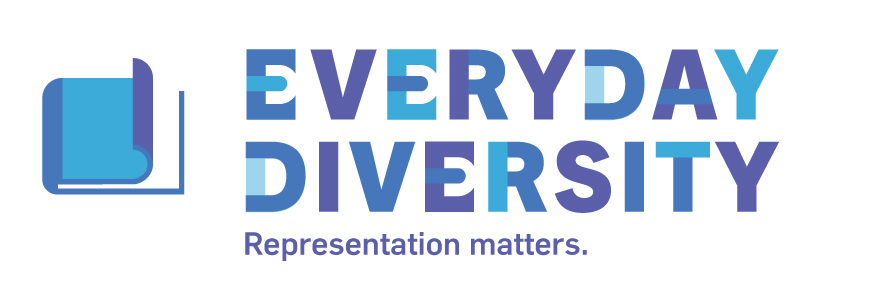 EVERYDAY
DIVERSITY
Representation matters.